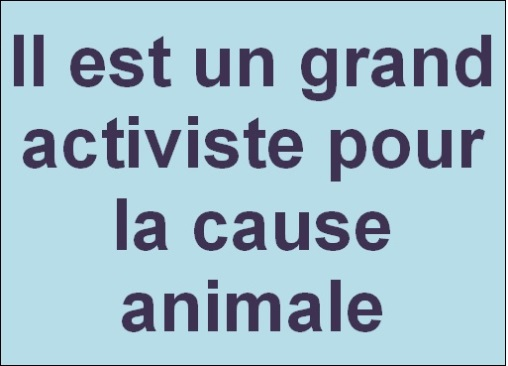 Il est un grand
activiste pour
la cause
animale